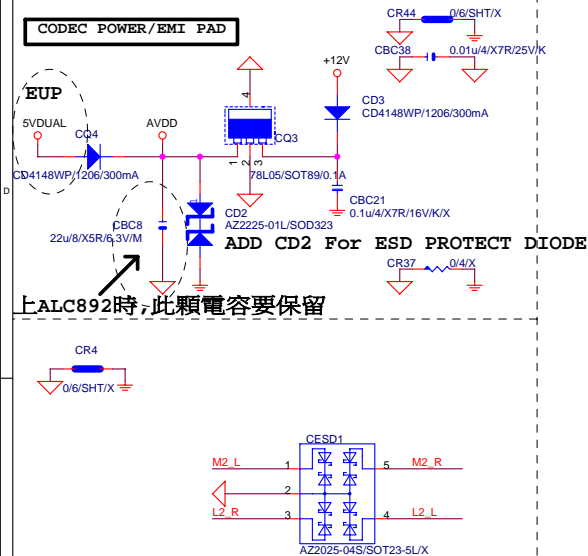 CODEC POWER/EMI PAD
CR44
0/6/SHT/X
CBC38
0.01u/4/X7R/25V/K
+12V
EUP
5VDUAL
CQ4
AVDD
4
CQ3
CD3
CD4148WP/1206/300mA
CD4148WP/1206/300mA
1
2
3
78L05/SOT89/0.1A
D
CBC8
22u/8/X5R/6.3V/M
CD2
AZ2225-01L/SOD323
CBC21
0.1u/4/X7R/16V/K/X
ADD CD2 For ESD PROTECT DIODE
CR37
0/4/X
上ALC892時,此顆電容要保留
CR4
0/6/SHT/X
CESD1
M2_L
1
5
M2_R
2
L2_R
3
4
L2_L
AZ2025-04S/SOT23-5L/X